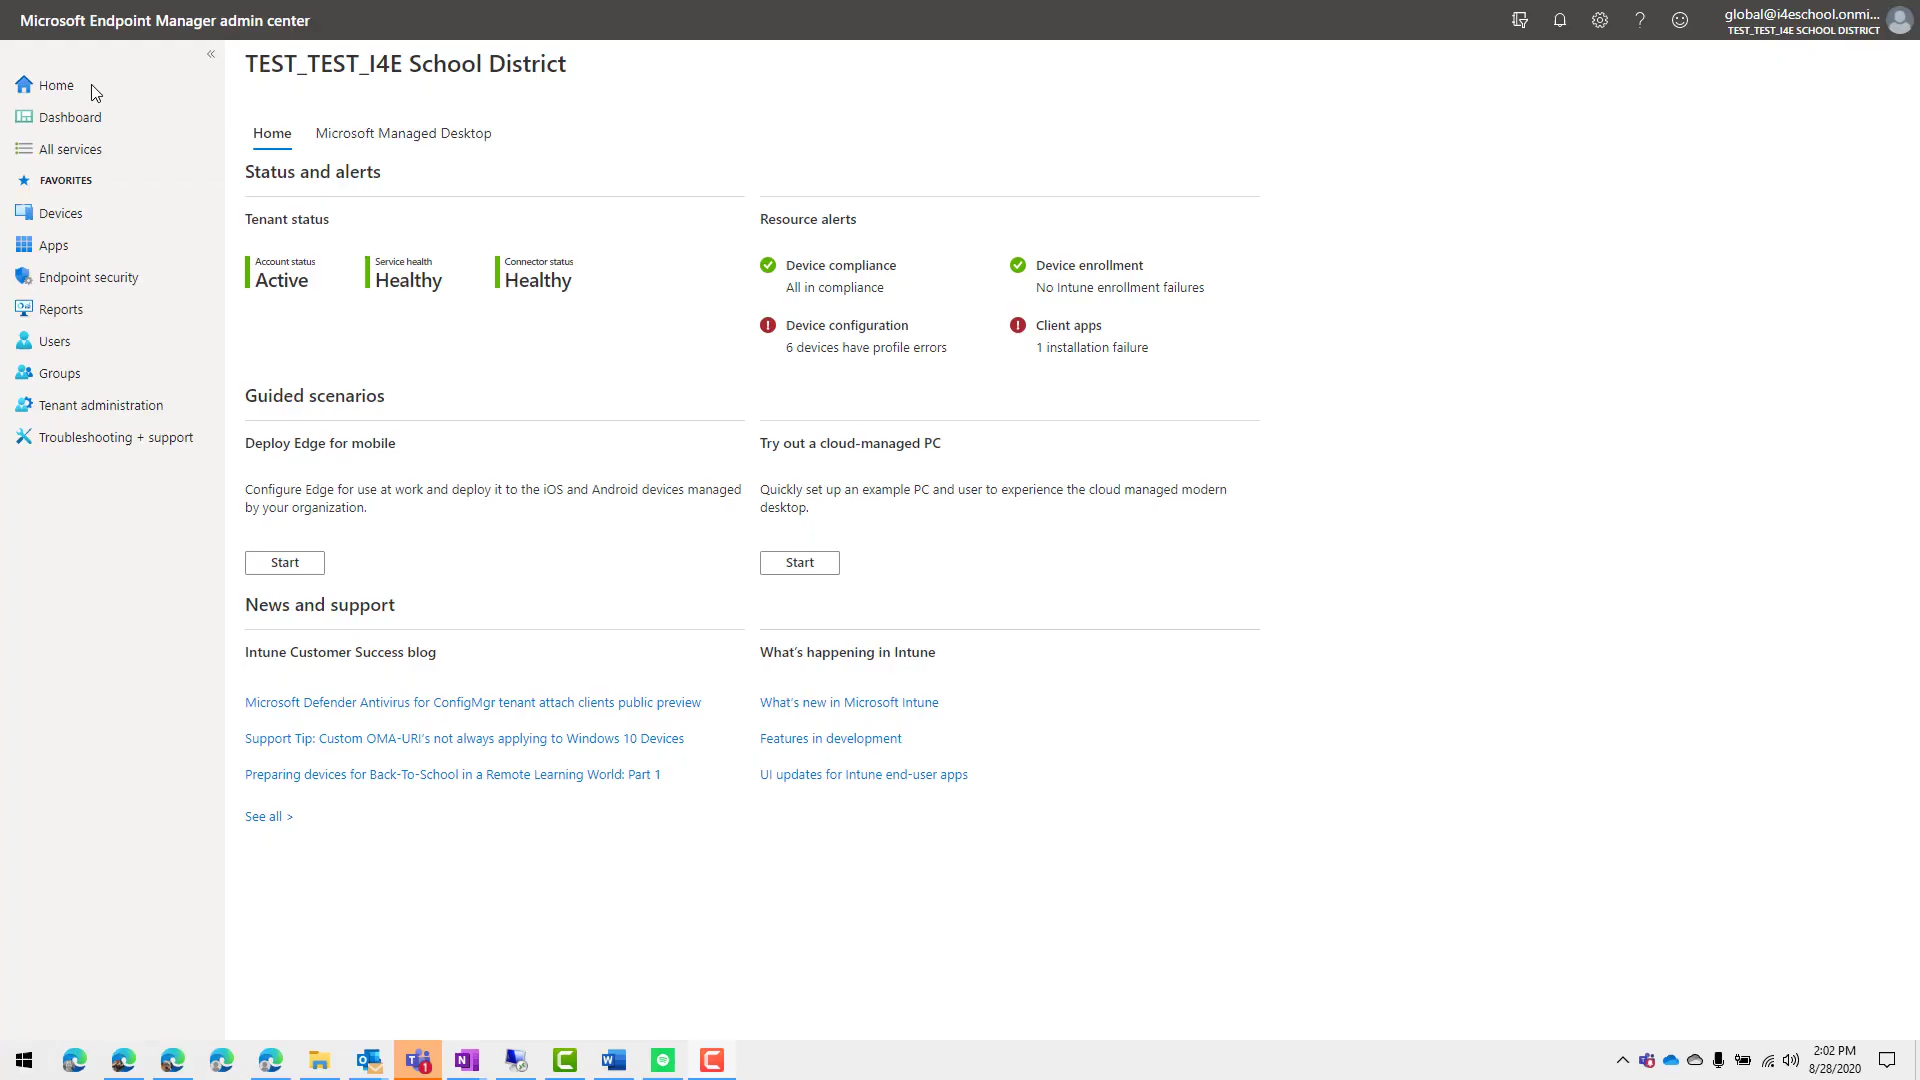 Microsoft Endpoint Manager admin center
global@i4eschool.onmi...
TEST_TEST_I4E SCHOOL DISTRICT
«
Home
Dashboard
All services
FAVORITES
Devices
Apps
Endpoint security
Reports
Users
Groups
Tenant administration
Troubleshooting + support
TEST_TEST_I4E School District
Home
Microsoft Managed Desktop
Status and alerts
Tenant status
Account status
Active
Service health
Healthy
Connector status
Healthy
Resource alerts
Device compliance
All in compliance
Device enrollment
No Intune enrollment failures
Device configuration
6 devices have profile errors
Client apps
1 installation failure
Guided scenarios
Deploy Edge for mobile
Configure Edge for use at work and deploy it to the iOS and Android devices managed
by your organization.
Start
Try out a cloud-managed PC
Quickly set up an example PC and user to experience the cloud managed modern
desktop.
Start
News and support
Intune Customer Success blog
Microsoft Defender Antivirus for ConfigMgr tenant attach clients public preview
Support Tip: Custom OMA-URI's not always applying to Windows 10 Devices
Preparing devices for Back-To-School in a Remote Learning World: Part 1
See all >
What's happening in Intune
What's new in Microsoft Intune
Features in development
UI updates for Intune end-user apps
2:02 PM
8/28/2020